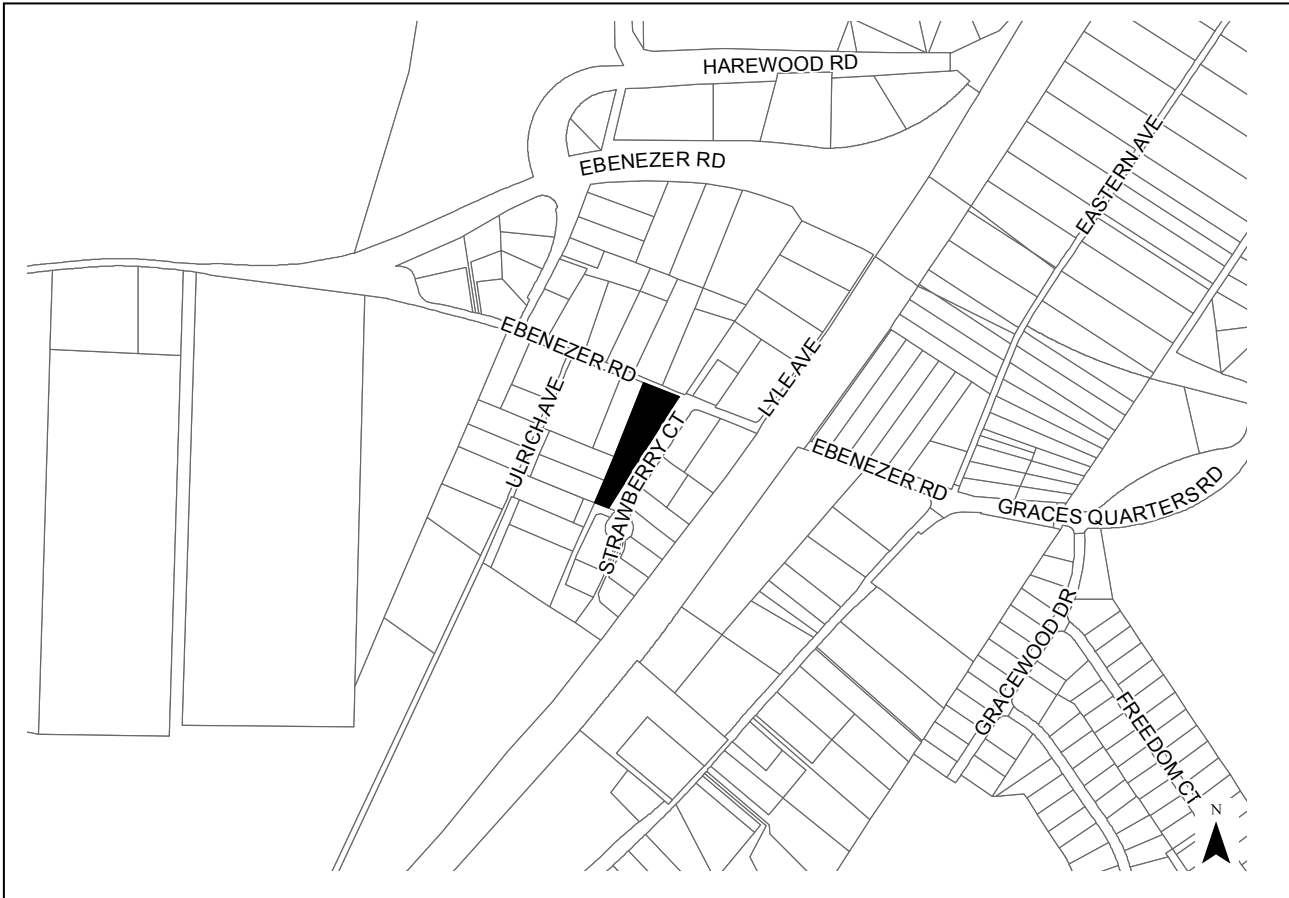 HAREWOOD RD
EBENEZER RD
EASTERN AVE
EBENEZER RD
LYLE AVE
ULRICH AVE
STRAWBERRY CT
EBENEZER RD
GRACES QUARTERS RD
GRACEWOOD DR
FREEDOM CT
N